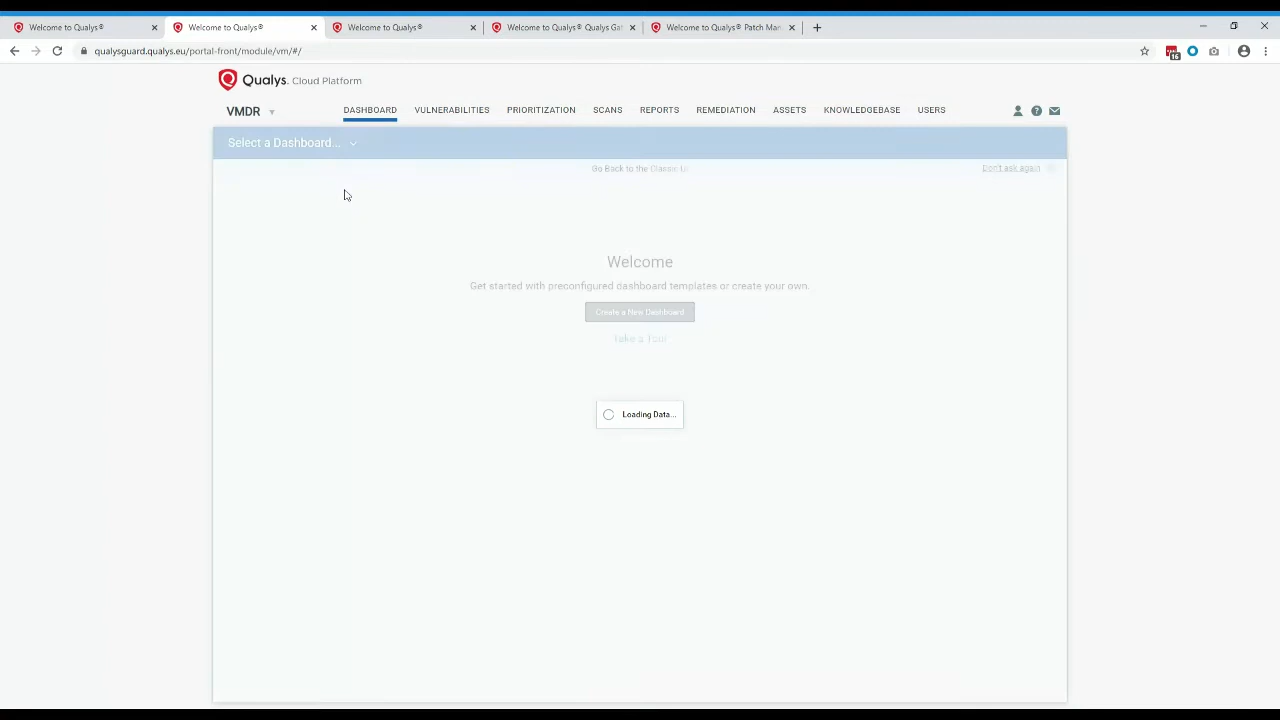 Welcome to Qualys®
Welcome to Qualys®
Welcome to Qualys®
Welcome to Qualys® Qualys Gat
Welcome to Qualys® Patch Man
qualysguard.qualys.eu/portal-front/module/vm/#/
16
Qualys. Cloud Platform
VMDR
DASHBOARD VULNERABILITIES PRIORITIZATION SCANS REPORTS REMEDIATION ASSETS KNOWLEDGEBASE USERS
Select a Dashboard...
Go Back to the Classic UI
Don't ask again
Welcome
Get started with preconfigured dashboard templates or create your own.
Create a New Dashboard
Take a Tour
Loading Data...